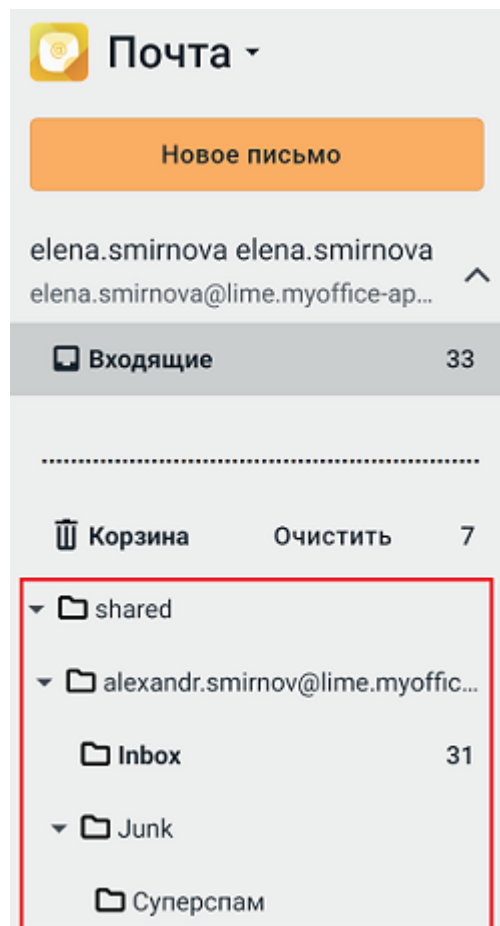 Почта
Новое письмо
elena.smirnova elena.smirnova
elena.smirnova@lime.myoffice-ap...
Входящие 33
Корзина Очистить 7
shared
alexandr.smirnov@lime.myoffic...
Inbox 31
Junk
Суперспам